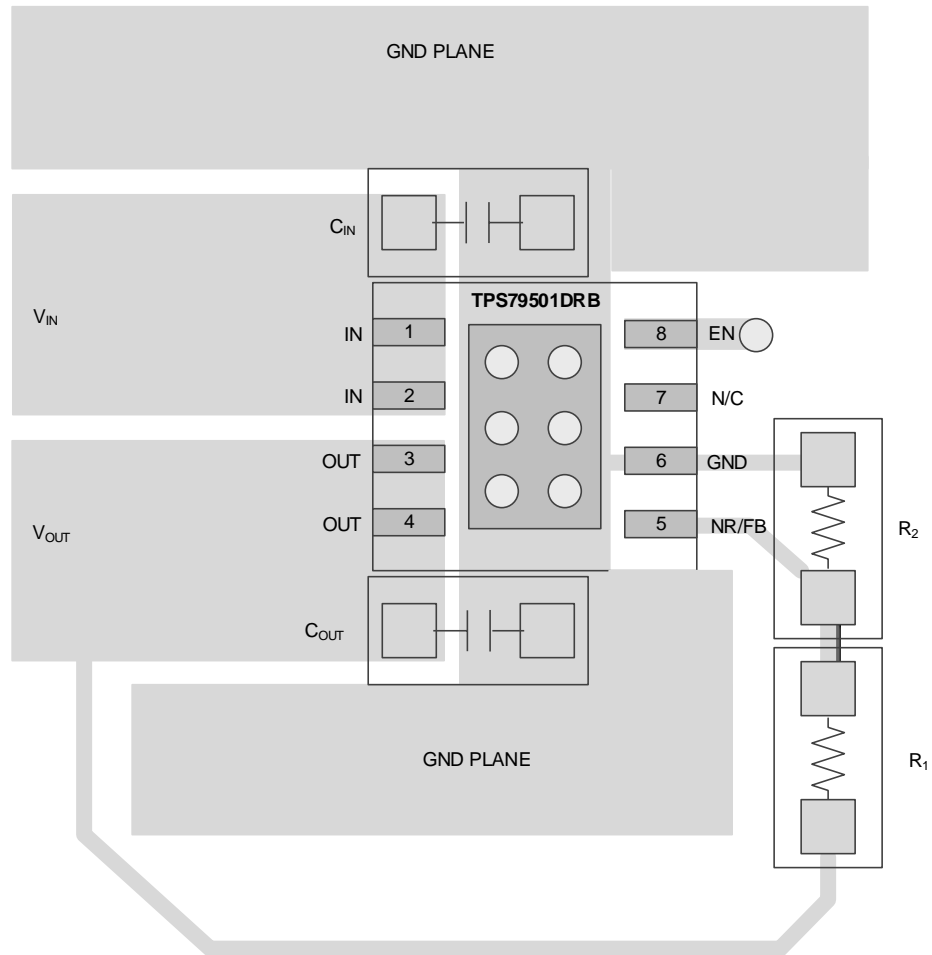 GND PLANE
CIN
TPS79501DRB
VIN
IN 1
8 EN
IN 2
7 N/C
OUT 3
6 GND
OUT 4
5 NR/FB
VOUT
R2
COUT
GND PLANE
R1